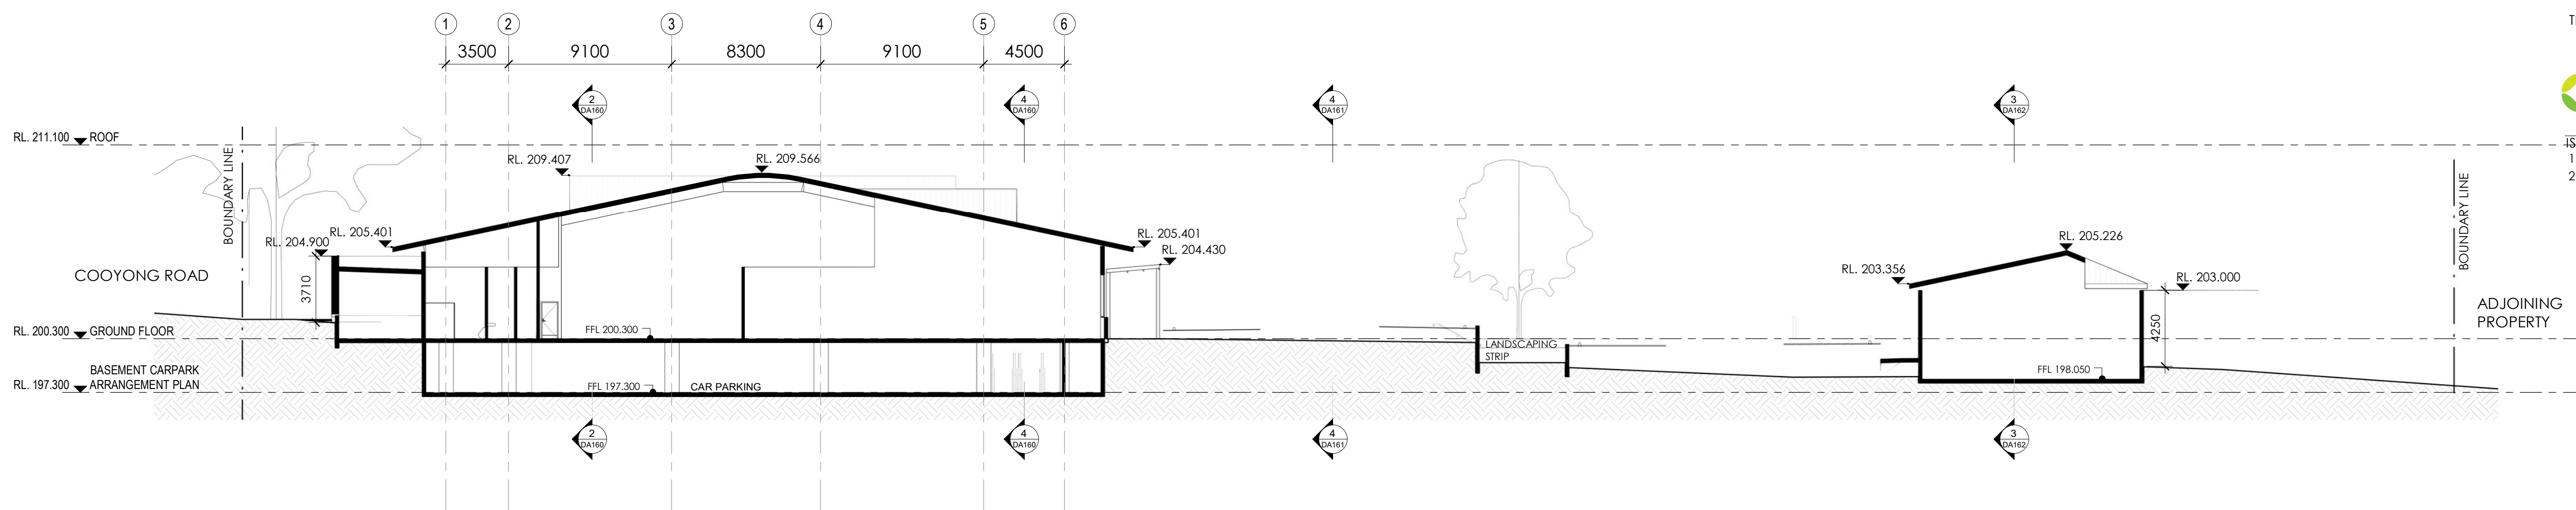 1
2
3
4
5
6
3500
9100
8300
9100
4500
2
DA160
4
DA160
4
DA161
3
DA162
RL. 211.100
ROOF
BOUNDARY LINE
RL. 209.407
RL. 209.566
BOUNDARY LINE
RL. 204.900
RL. 205.401
RL. 205.401
RL. 204.430
RL. 205.226
RL. 203.356
RL. 203.000
COOYONG ROAD
3710
4250
ADJOINING
PROPERTY
RL. 200.300
GROUND FLOOR
FFL 200.300
LANDSCAPING
STRIP
BASEMENT CARPARK
RL. 197.300
ARRANGEMENT PLAN
FFL 197.300
CAR PARKING
FFL 198.050
2
DA160
4
DA160
4
DA161
3
DA162
1
2